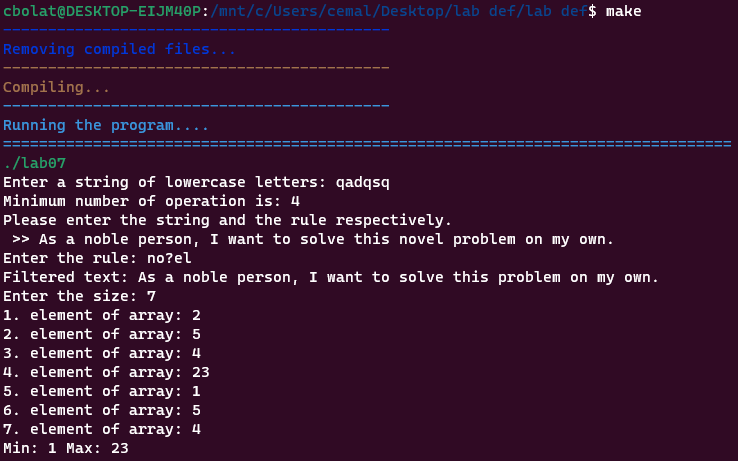 cbolat@DESKTOP-EIJM40P:/mnt/c/Users/cemal/Desktop/lab def/lab def$ make
-------------------------------------------
Removing compiled files...
-------------------------------------------
Compiling...
-------------------------------------------
Running the program....
=================================================================================
./lab07
Enter a string of lowercase letters: qadqsq
Minimum number of operation is: 4
Please enter the string and the rule respectively.
 >> As a noble person, I want to solve this novel problem on my own.
Enter the rule: no?el
Filtered text: As a noble person, I want to solve this problem on my own.
Enter the size: 7
1. element of array: 2
2. element of array: 5
3. element of array: 4
4. element of array: 23
5. element of array: 1
6. element of array: 5
7. element of array: 4
Min: 1 Max: 23